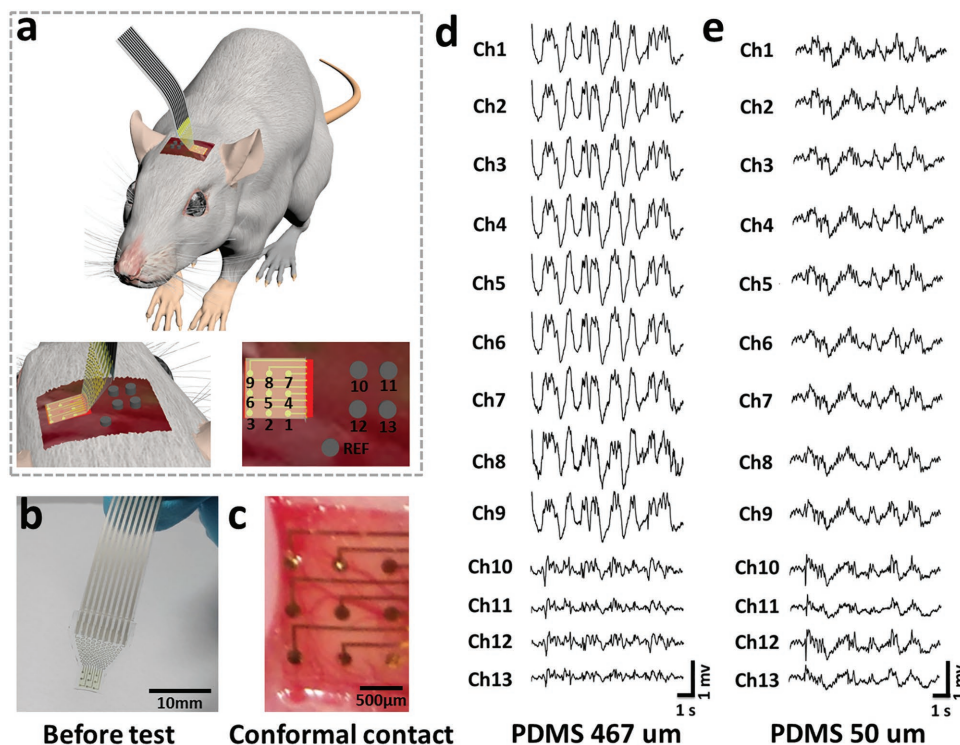 a
9 8 7
6 5 4
3 2 1
10 11
12 13
REF
b
10mm
Before test
c
500μm
Conformal contact
d
Ch1
Ch2
Ch3
Ch4
Ch5
Ch6
Ch7
Ch8
Ch9
Ch10
Ch11
Ch12
Ch13
1 mv
1 s
PDMS 467 um
e
Ch1
Ch2
Ch3
Ch4
Ch5
Ch6
Ch7
Ch8
Ch9
Ch10
Ch11
Ch12
Ch13
1 mv
1 s
PDMS 50 um